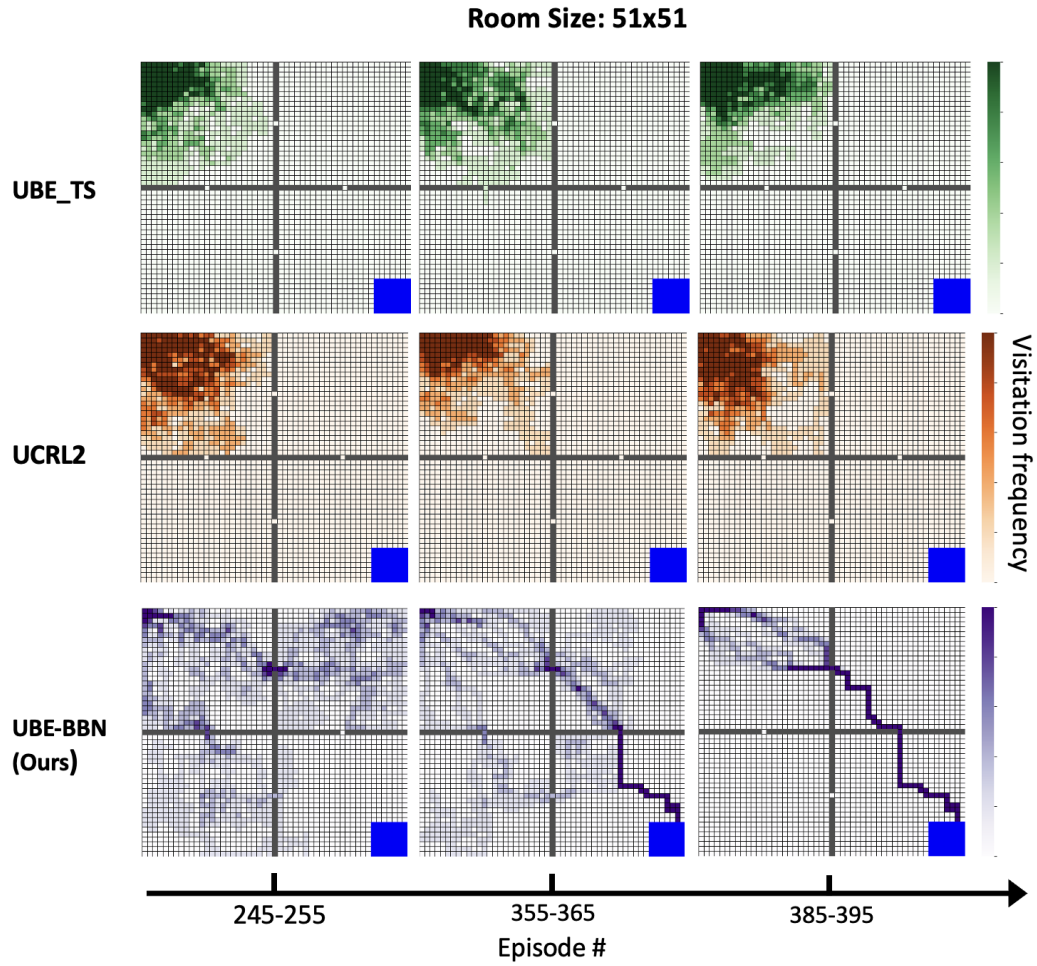 Room Size: 51x51
UBE_TS
UCRL2
Visitation frequency
UBE-BBN
(Ours)
245-255
355-365
385-395
Episode #